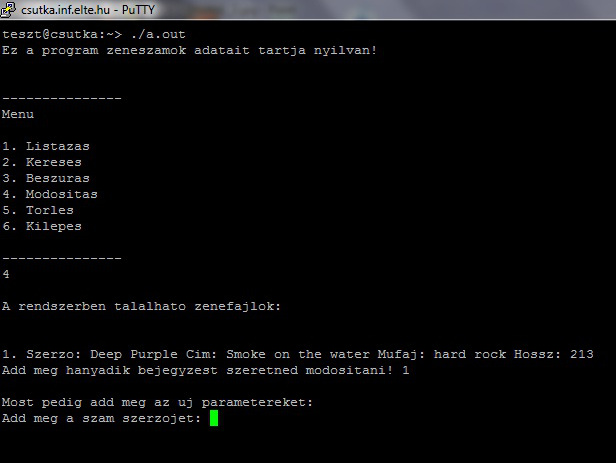 csutka.inf.elte.hu - PuTTY
teszt@csutka:~> ./a.out
Ez a program zeneszamok adatait tartja nyilvan!
---------------
Menu
1. Listazas
2. Kereses
3. Beszuras
4. Modositas
5. Torles
6. Kilepes
---------------
4
A rendszerben talalhato zenefajlok:
1. Szerzo: Deep Purple Cim: Smoke on the water Mufaj: hard rock Hossz: 213
Add meg hanyadik bejegyzest szeretned modositani! 1
Most pedig add meg az uj parametereket:
Add meg a szam szerzojet: